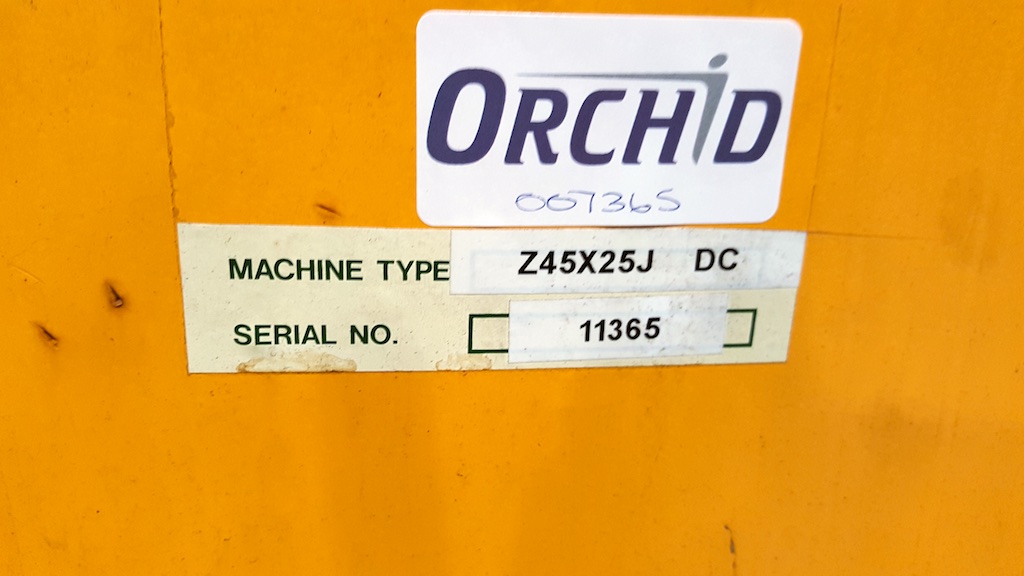 ORCHID
007365
MACHINE TYPE Z45X25J DC
SERIAL NO. 11365